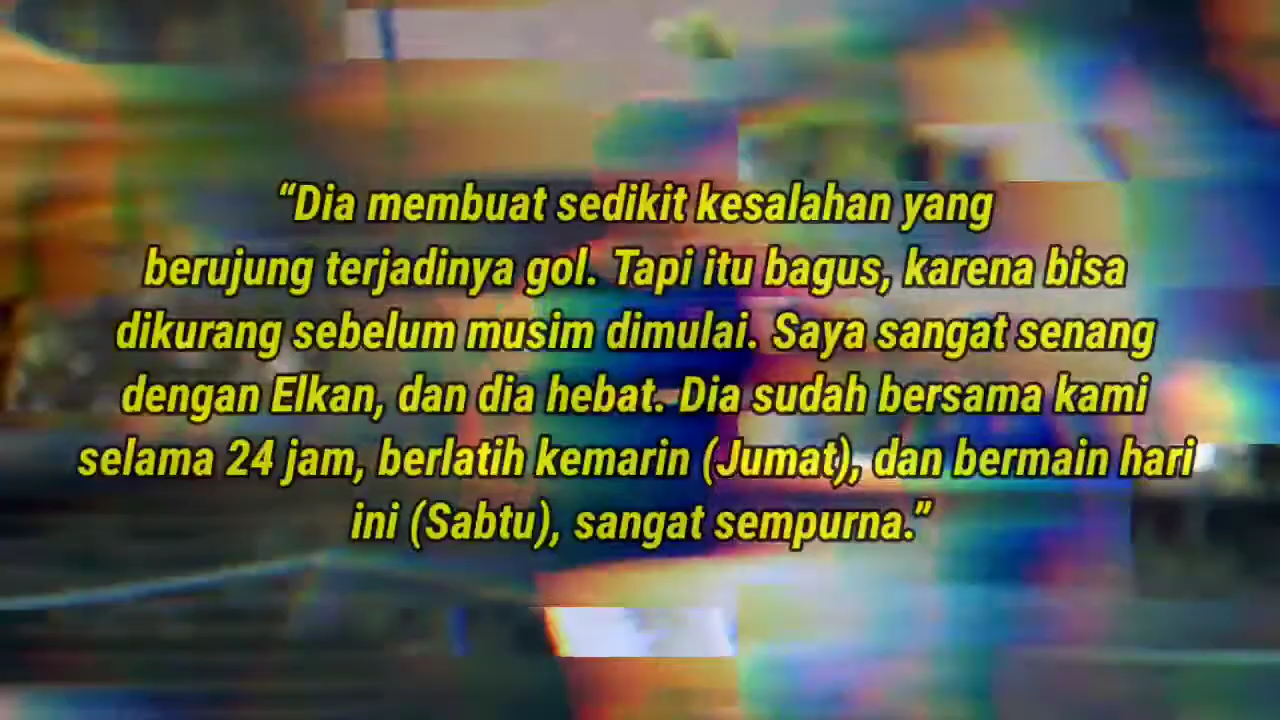 “Dia membuat sedikit kesalahan yang
berujung terjadinya gol. Tapi itu bagus, karena bisa
dikurang sebelum musim dimulai. Saya sangat senang
dengan Elkan, dan dia hebat. Dia sudah bersama kami
selama 24 jam, berlatih kemarin (Jumat), dan bermain hari
ini (Sabtu), sangat sempurna.”